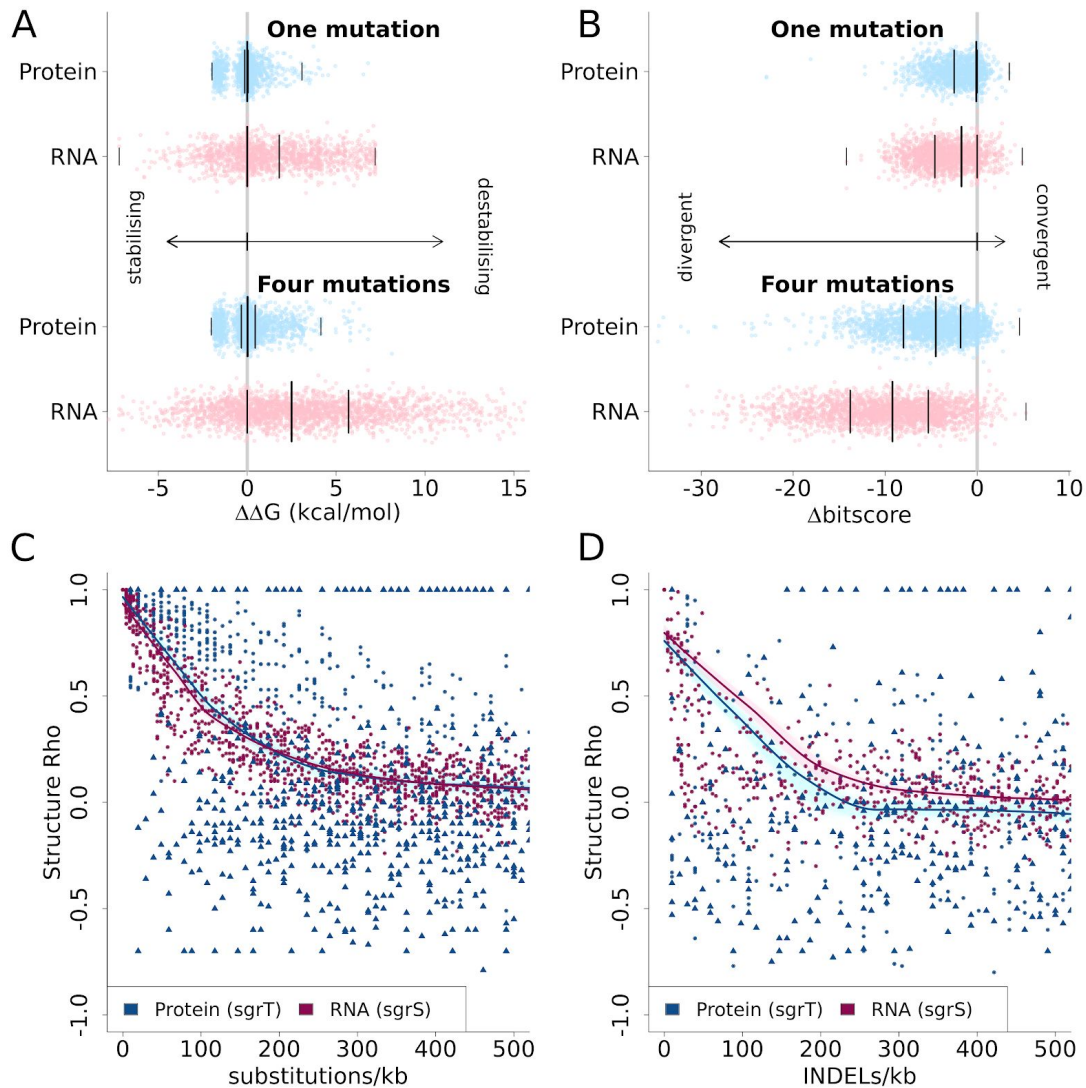 A
One mutation
Protein
RNA
stabilising
destabilising
Four mutations
Protein
RNA
-5 0 5 10 15
ΔΔG (kcal/mol)
B
One mutation
Protein
RNA
divergent
convergent
Four mutations
Protein
RNA
-30 -20 -10 0 10
Δbitscore
C
Structure Rho
1.0
0.5
0.0
-0.5
-1.0
Protein (sgrT) RNA (sgrS)
0 100 200 300 400 500
substitutions/kb
D
Structure Rho
1.0
0.5
0.0
-0.5
-1.0
Protein (sgrT) RNA (sgrS)
0 100 200 300 400 500
INDELs/kb